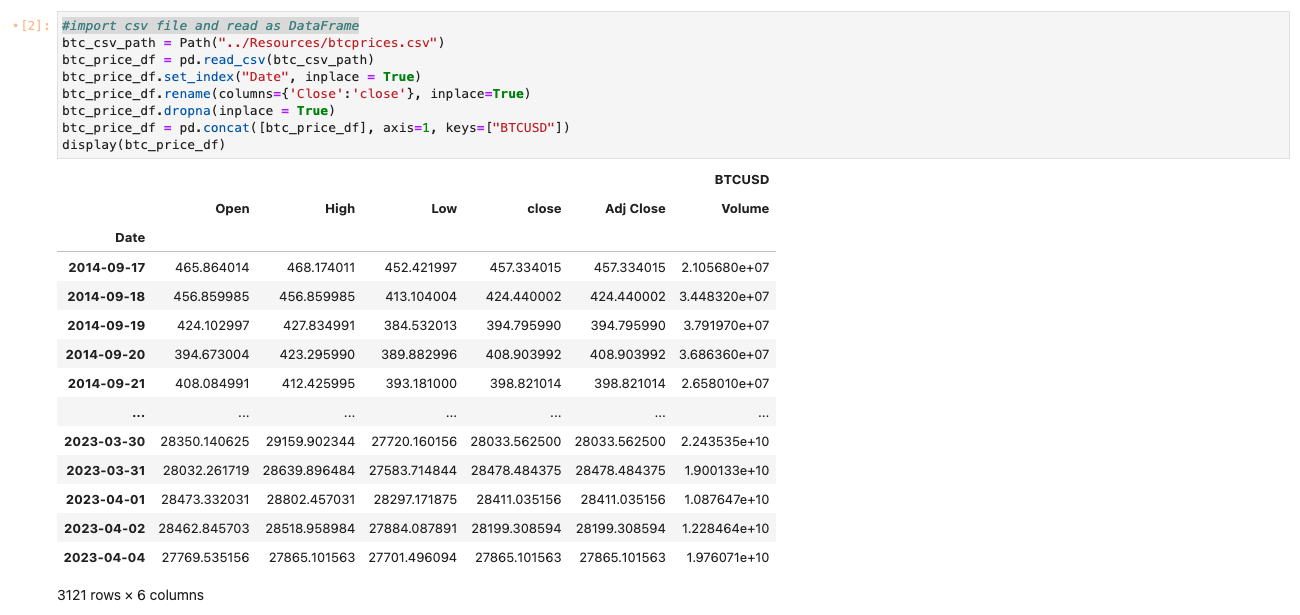 •[2]: #import csv file and read as DataFrame
btc_csv_path = Path("../Resources/btcprices.csv")
btc_price_df = pd.read_csv(btc_csv_path)
btc_price_df.set_index("Date", inplace = True)
btc_price_df.rename(columns={'Close':'close'}, inplace=True)
btc_price_df.dropna(inplace = True)
btc_price_df = pd.concat([btc_price_df], axis=1, keys=["BTCUSD"])
display(btc_price_df)
BTCUSD
Open High Low close Adj Close Volume
Date
2014-09-17 465.864014 468.174011 452.421997 457.334015 457.334015 2.105680e+07
2014-09-18 456.859985 456.859985 413.104004 424.440002 424.440002 3.448320e+07
2014-09-19 424.102997 427.834991 384.532013 394.795990 394.795990 3.791970e+07
2014-09-20 394.673004 423.295990 389.882996 408.903992 408.903992 3.686360e+07
2014-09-21 408.084991 412.425995 393.181000 398.821014 398.821014 2.658010e+07
... ... ... ... ... ... ...
2023-03-30 28350.140625 29159.902344 27720.160156 28033.562500 28033.562500 2.243535e+10
2023-03-31 28032.261719 28639.896484 27583.714844 28478.484375 28478.484375 1.900133e+10
2023-04-01 28473.332031 28802.457031 28297.171875 28411.035156 28411.035156 1.087647e+10
2023-04-02 28462.845703 28518.958984 27884.087891 28199.308594 28199.308594 1.228464e+10
2023-04-04 27769.535156 27865.101563 27701.496094 27865.101563 27865.101563 1.976071e+10
3121 rows × 6 columns